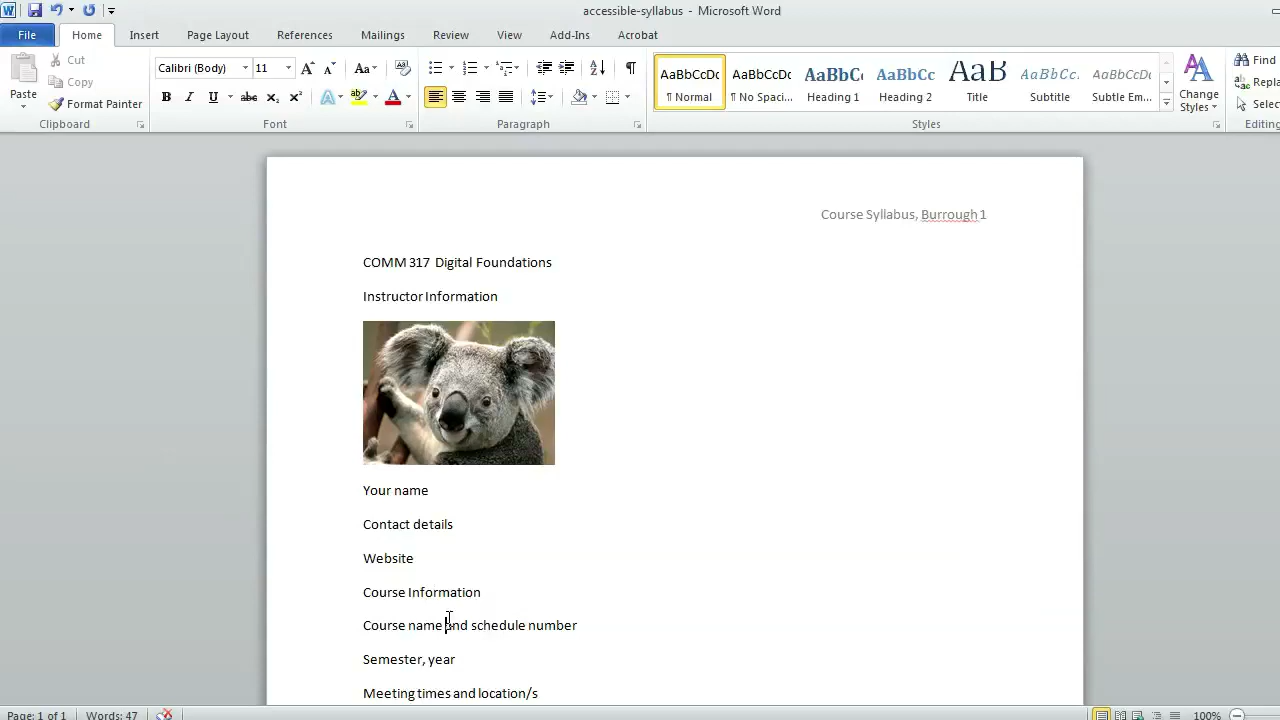 accessible-syllabus - Microsoft Word
File Home Insert Page Layout References Mailings Review View Add-Ins Acrobat
Paste
Cut
Copy
Format Painter
Clipboard
Calibri (Body) 11
Font
Paragraph
AaBbCcDc AaBbCcDc AaBbC AaBbCc AaB AaBbCc. AaBbCcDc
¶ Normal ¶ No Spaci... Heading 1 Heading 2 Title Subtitle Subtle Em...
Change
Styles
Styles
Find
Repla
Selec
Editing
Course Syllabus, Burrough 1
COMM 317 Digital Foundations
Instructor Information
Your name
Contact details
Website
Course Information
Course name and schedule number
Semester, year
Meeting times and location/s
Page: 1 of 1 Words: 47 100%